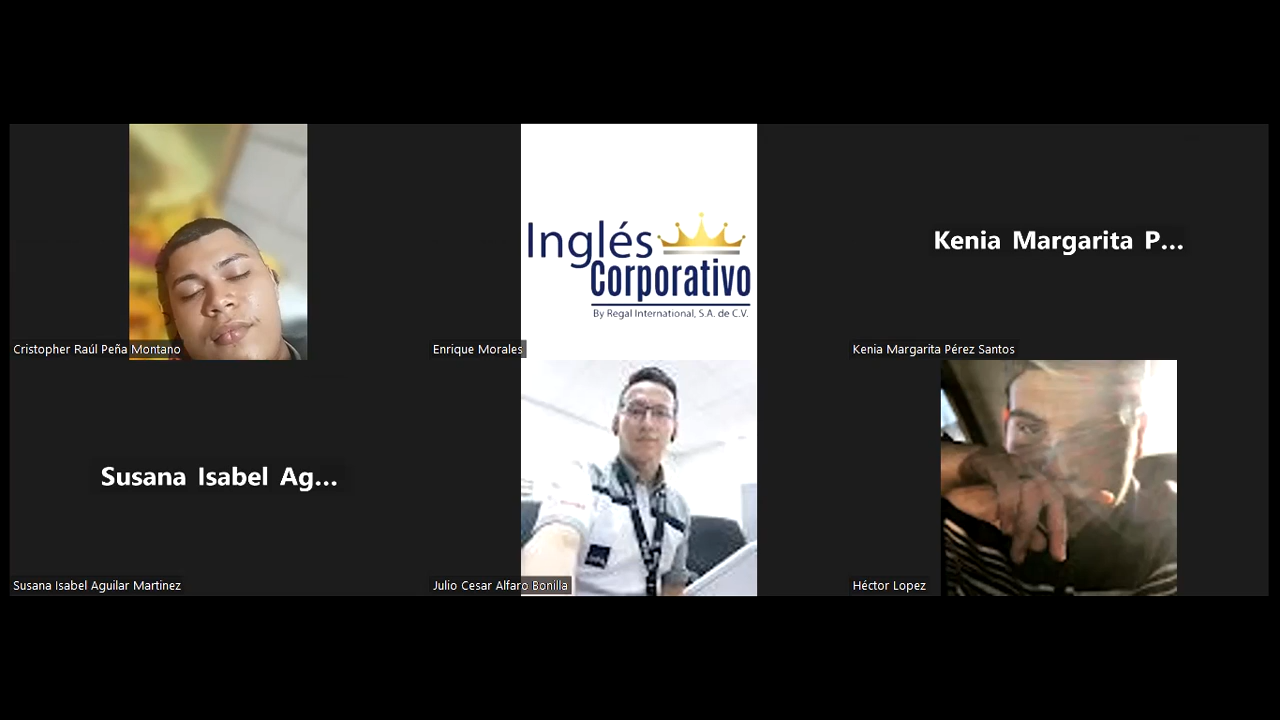 Inglés
Corporativo
By Regal International, S.A. de C.V.
Kenia Margarita P...
Cristopher Raúl Peña Montano
Enrique Morales
Kenia Margarita Pérez Santos
Susana Isabel Ag...
Susana Isabel Aguilar Martinez
Julio Cesar Alfaro Bonilla
Héctor Lopez